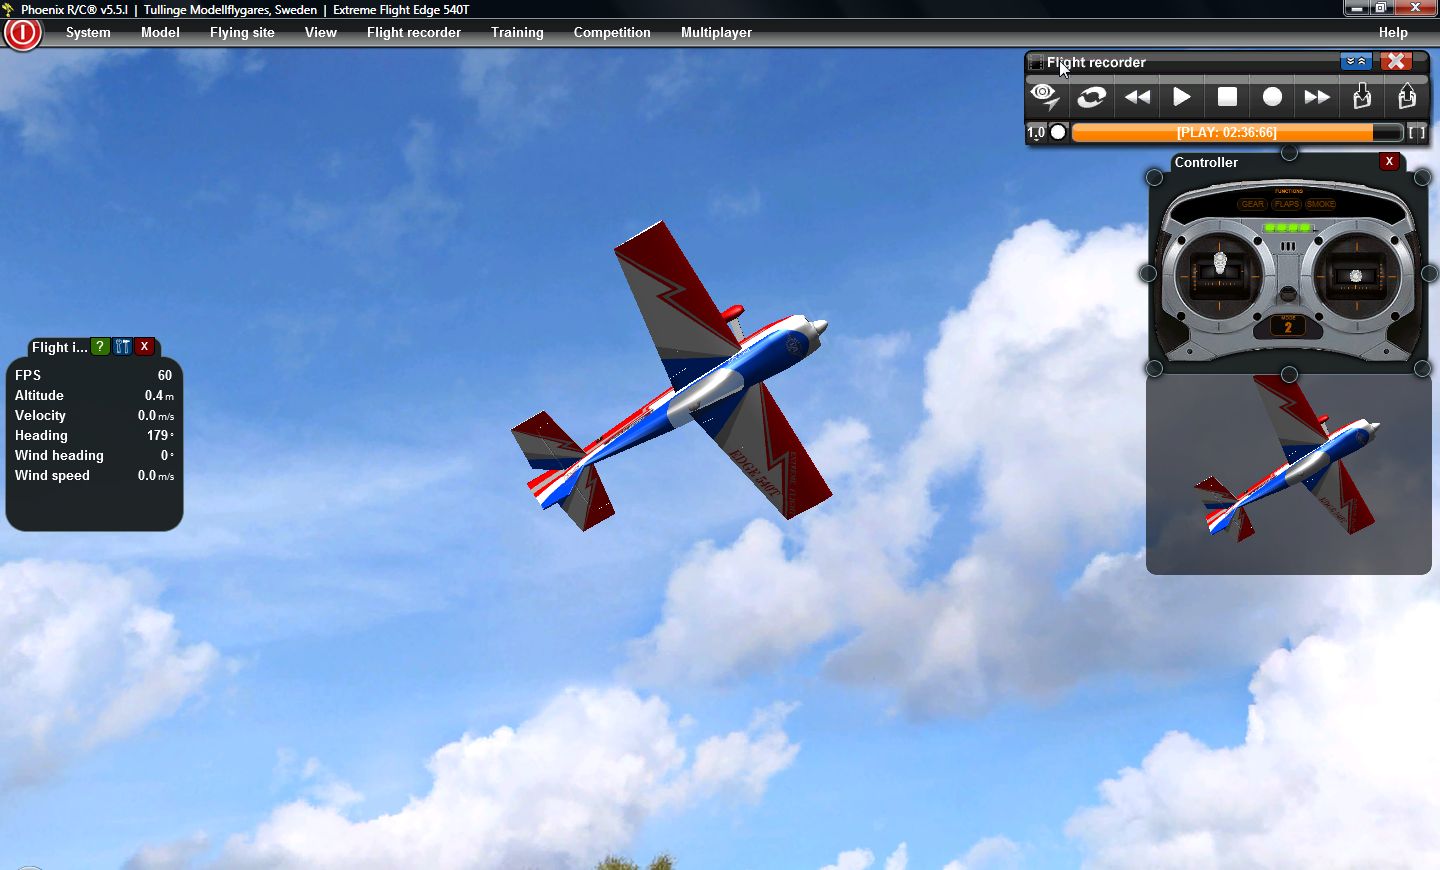 Phoenix R/C® v5.5.l | Tullinge Modellflygares, Sweden | Extreme Flight Edge 540T
System Model Flying site View Flight recorder Training Competition Multiplayer Help
Flight recorder
1.0 [PLAY: 02:36:66] [ ]
Controller X
FUNCTIONS
GEAR FLAPS SMOKE
MODE
2
Flight i... ? X
FPS 60
Altitude 0.4 m
Velocity 0.0 m/s
Heading 179 °
Wind heading 0 °
Wind speed 0.0 m/s
EDGE 540T
EXTREME FLIGHT